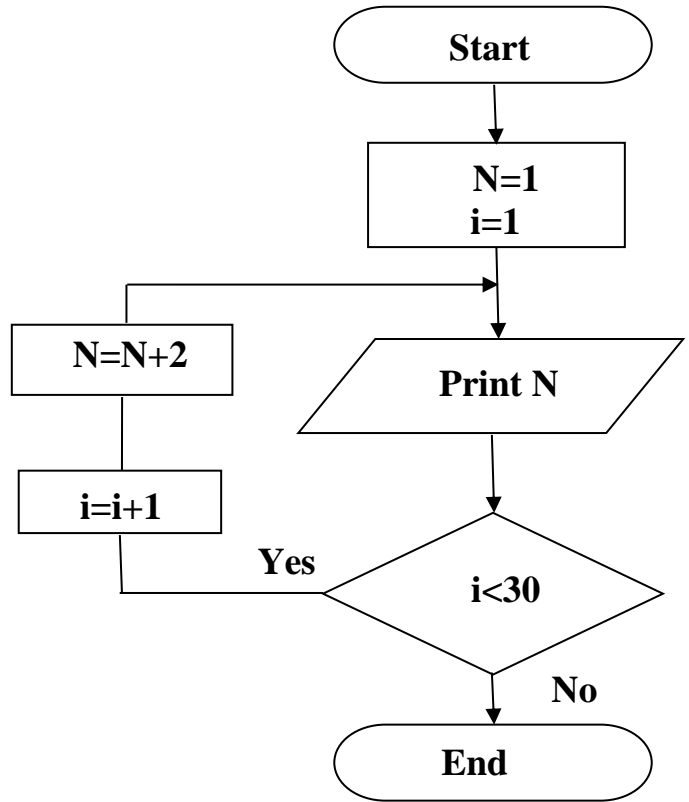 Start
N=1
i=1
N=N+2
Print N
i=i+1
Yes
i<30
No
End